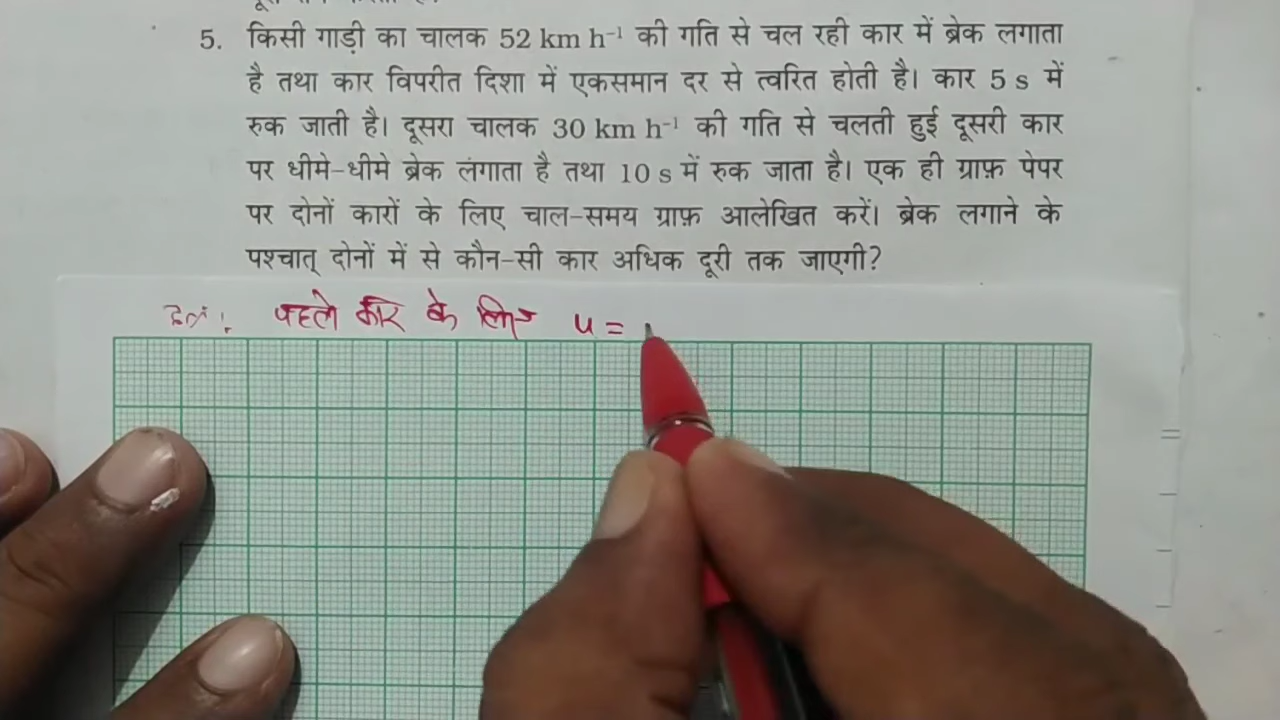 5. किसी गाड़ी का चालक 52 km h⁻¹ की गति से चल रही कार में ब्रेक लगाता
है तथा कार विपरीत दिशा में एकसमान दर से त्वरित होती है। कार 5 s में
रुक जाती है। दूसरा चालक 30 km h⁻¹ की गति से चलती हुई दूसरी कार
पर धीमे-धीमे ब्रेक लगाता है तथा 10 s में रुक जाता है। एक ही ग्राफ़ पेपर
पर दोनों कारों के लिए चाल-समय ग्राफ़ आलेखित करें। ब्रेक लगाने के
पश्चात् दोनों में से कौन-सी कार अधिक दूरी तक जाएगी?
हल: पहले कार के लिए u =